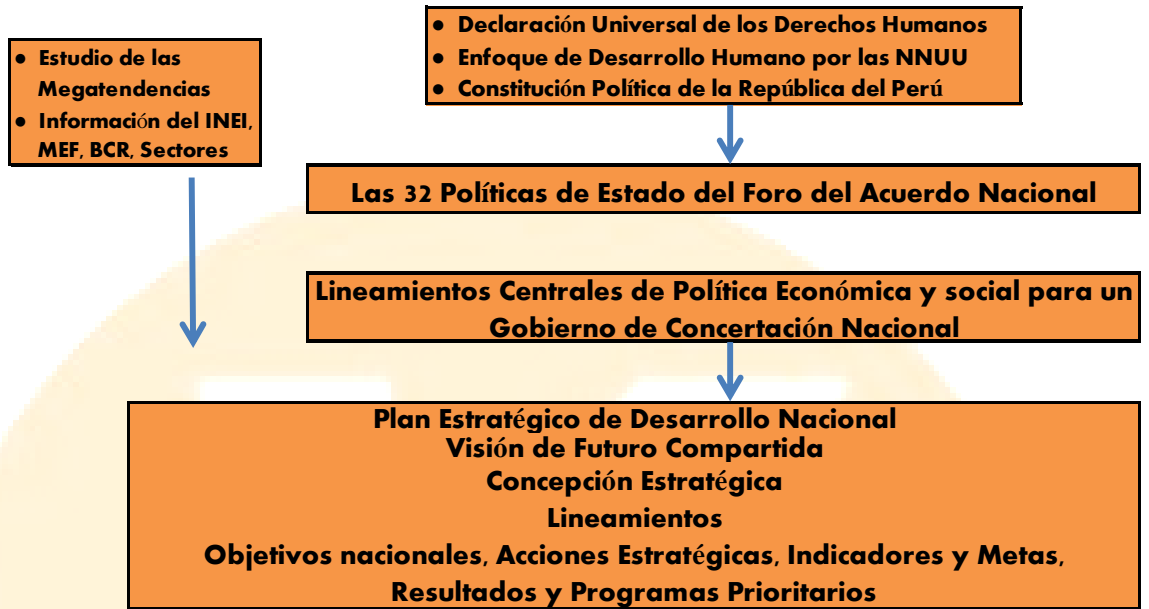 ● Estudio de las
Megatendencias
● Información del INEI,
MEF, BCR, Sectores
● Declaración Universal de los Derechos Humanos
● Enfoque de Desarrollo Humano por las NNUU
● Constitución Política de la República del Perú
Las 32 Políticas de Estado del Foro del Acuerdo Nacional
Lineamientos Centrales de Política Económica y social para un
Gobierno de Concertación Nacional
Plan Estratégico de Desarrollo Nacional
Visión de Futuro Compartida
Concepción Estratégica
Lineamientos
Objetivos nacionales, Acciones Estratégicas, Indicadores y Metas,
Resultados y Programas Prioritarios